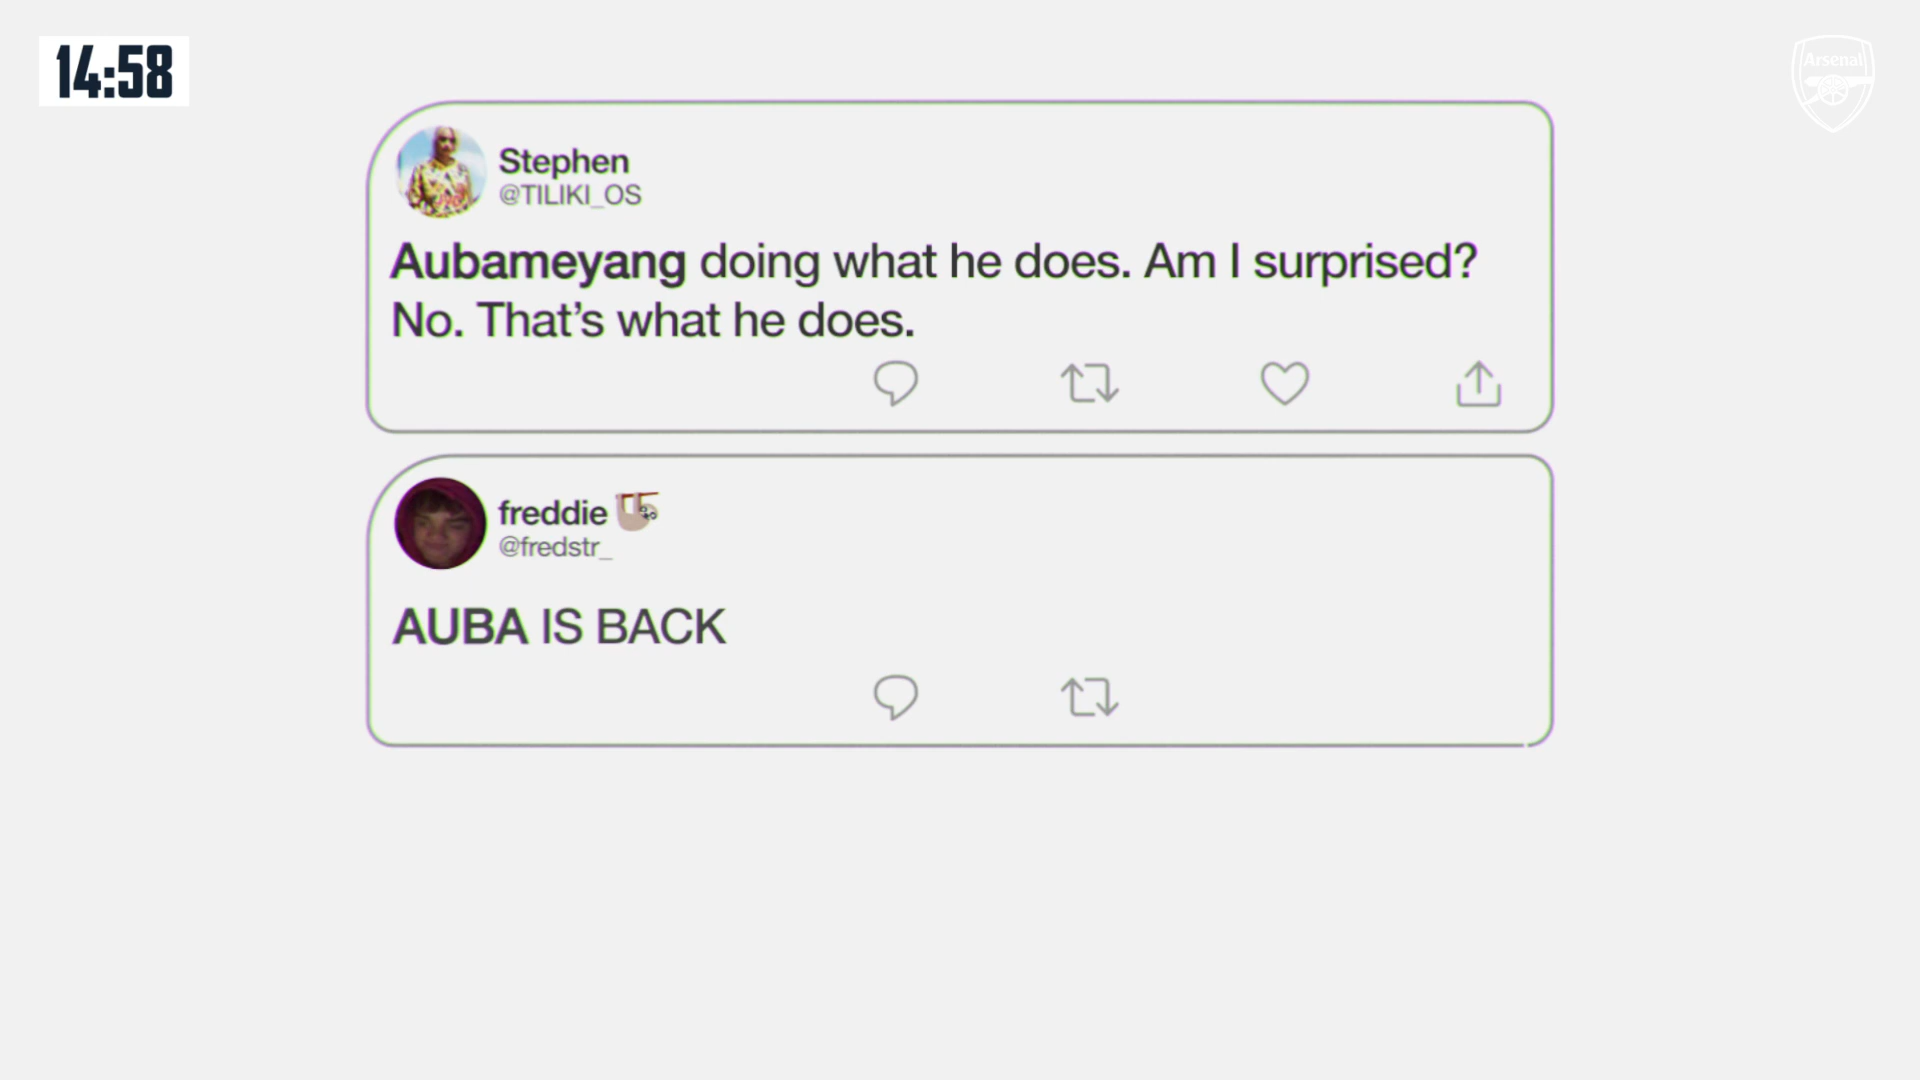 14:58
Arsenal
Stephen
@TILIKI_OS
Aubameyang doing what he does. Am I surprised?
No. That’s what he does.
freddie 🦥
@fredstr_
AUBA IS BACK